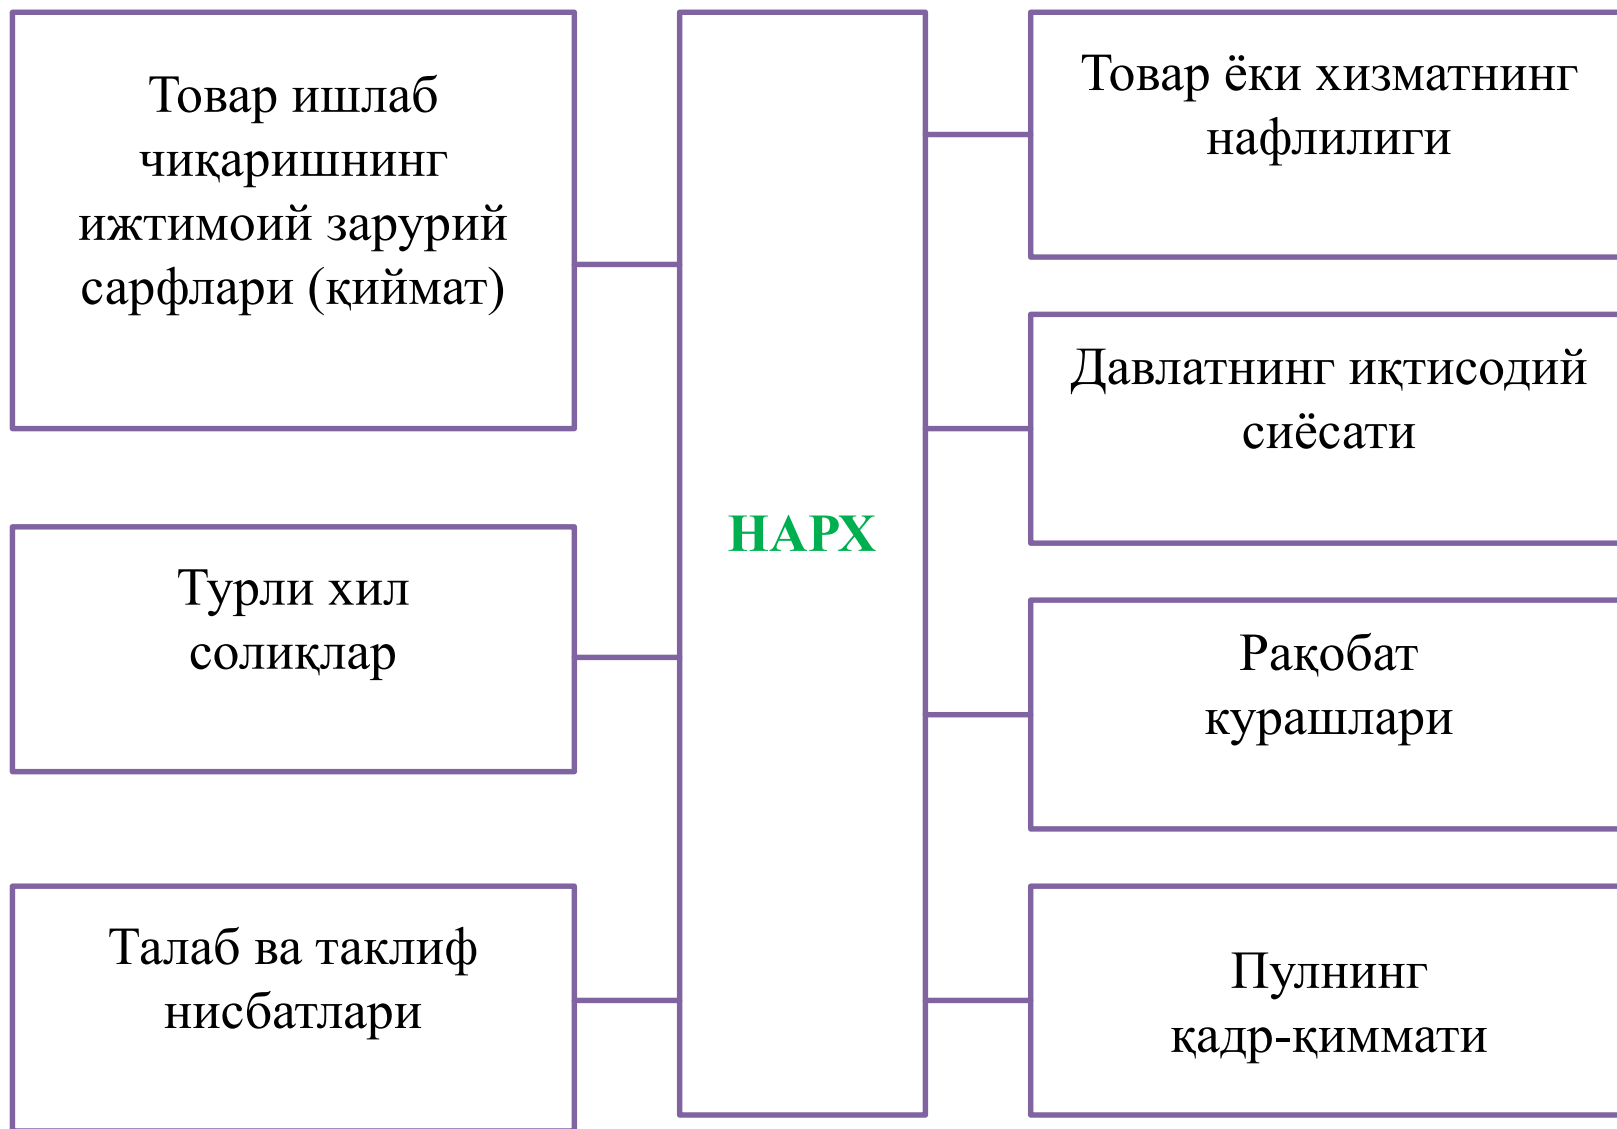 Товар ишлаб
чиқаришнинг
ижтимоий зарурий
сарфлари (қиймат)
Турли хил
солиқлар
Талаб ва таклиф
нисбатлари
НАРХ
Товар ёки хизматнинг
нафлилиги
Давлатнинг иқтисодий
сиёсати
Рақобат
курашлари
Пулнинг
қадр-қиммати